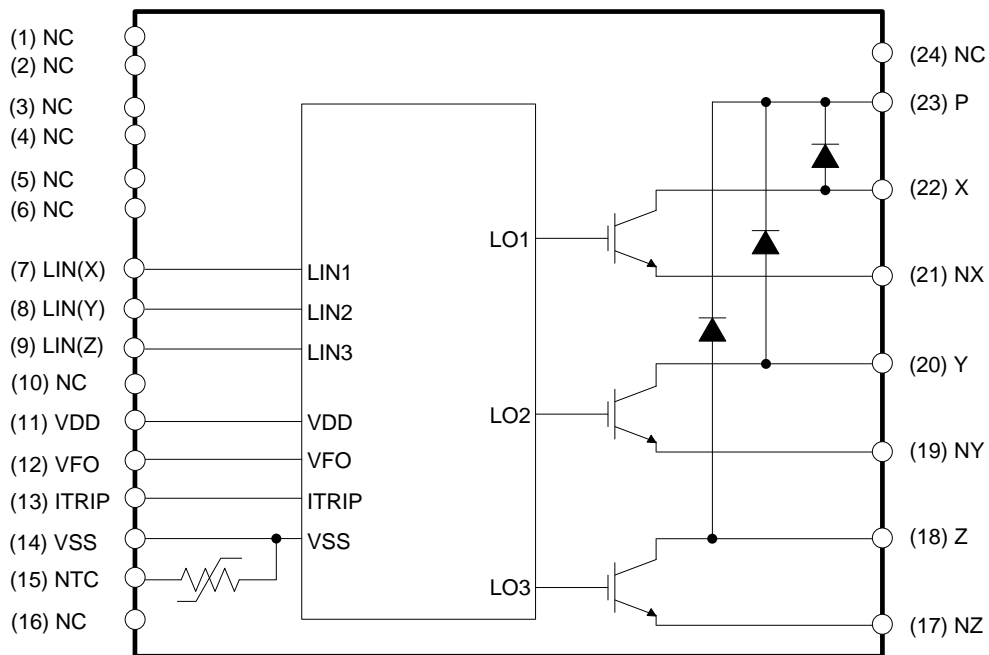 (1) NC
(2) NC
(3) NC
(4) NC
(5) NC
(6) NC
(7) LIN(X)
(8) LIN(Y)
(9) LIN(Z)
(10) NC
(11) VDD
(12) VFO
(13) ITRIP
(14) VSS
(15) NTC
(16) NC
LIN1
LIN2
LIN3
VDD
VFO
ITRIP
VSS
LO1
LO2
LO3
(24) NC
(23) P
(22) X
(21) NX
(20) Y
(19) NY
(18) Z
(17) NZ